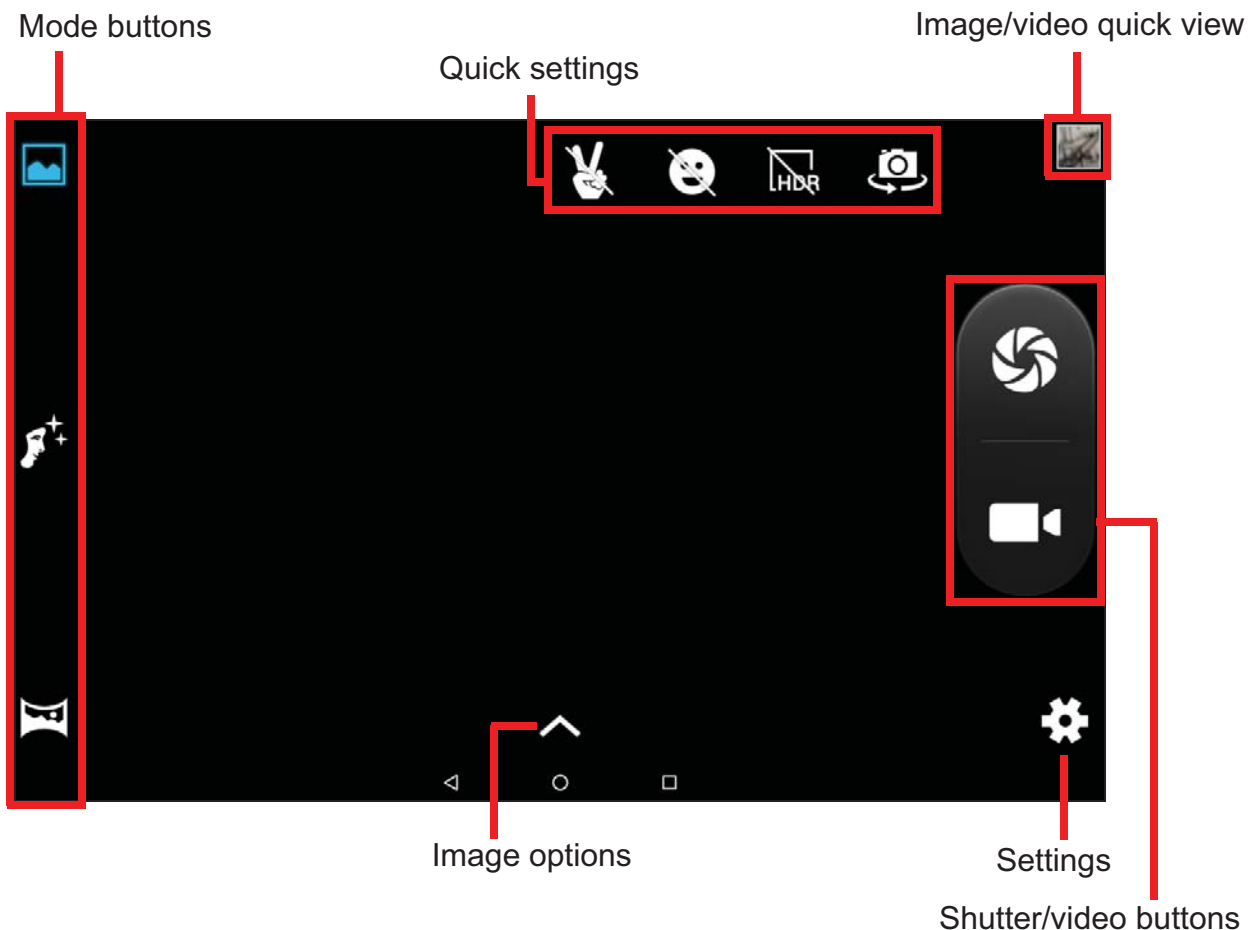 Mode buttons
Image/video quick view
Quick settings
HDR
Image options
Settings
Shutter/video buttons